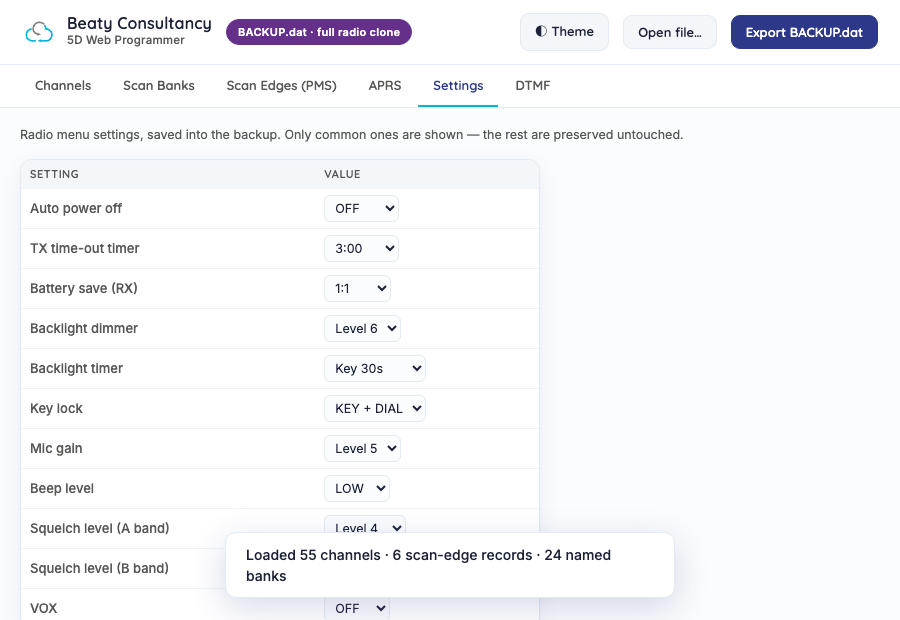 Beaty Consultancy
5D Web Programmer
BACKUP.dat · full radio clone
Theme
Open file…
Export BACKUP.dat
Channels
Scan Banks
Scan Edges (PMS)
APRS
Settings
DTMF
Radio menu settings, saved into the backup. Only common ones are shown — the rest are preserved untouched.
SETTING VALUE
Auto power off OFF
TX time-out timer 3:00
Battery save (RX) 1:1
Backlight dimmer Level 6
Backlight timer Key 30s
Key lock KEY + DIAL
Mic gain Level 5
Beep level LOW
Squelch level (A band) Level 4
Squelch level (B band)
VOX OFF
Loaded 55 channels · 6 scan-edge records · 24 named
banks